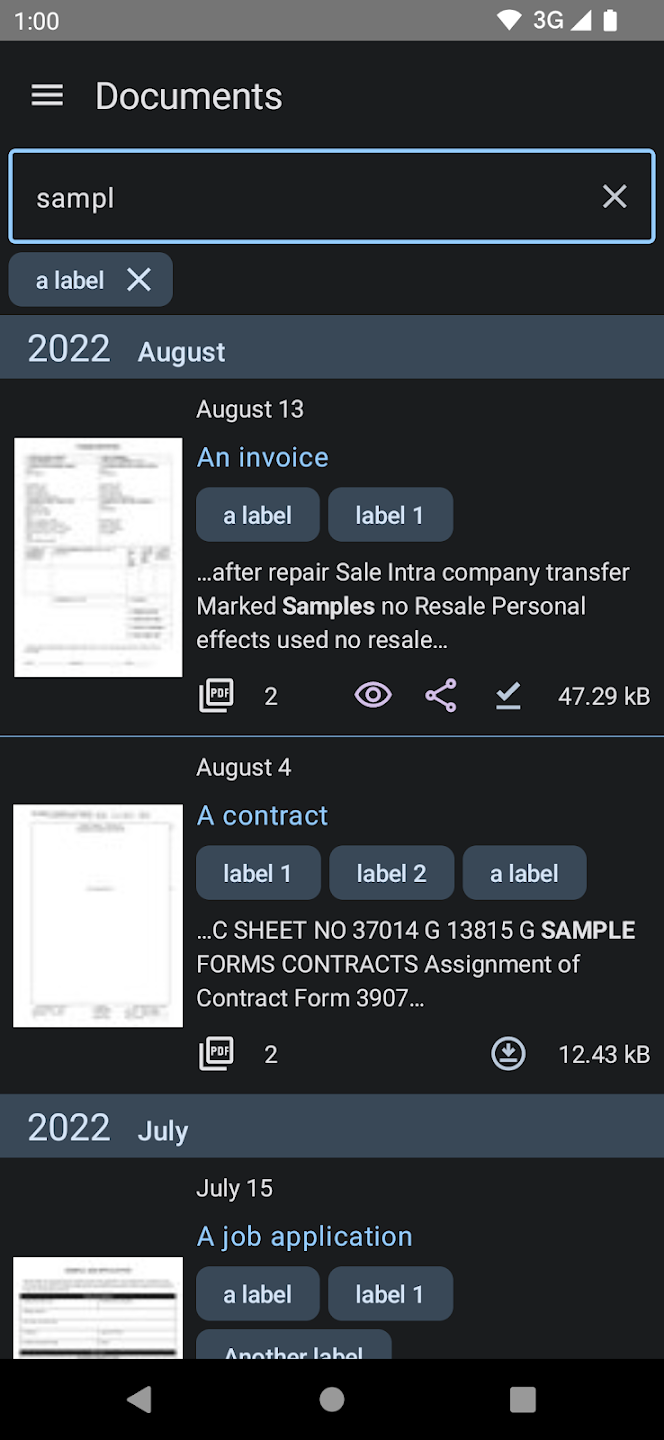 1:00 3G
Documents
sampl
a label
2022 August
August 13
An invoice
a label label 1
…after repair Sale Intra company transfer
Marked Samples no Resale Personal
effects used no resale…
PDF 2 47.29 kB
August 4
A contract
label 1 label 2 a label
…C SHEET NO 37014 G 13815 G SAMPLE
FORMS CONTRACTS Assignment of
Contract Form 3907…
PDF 2 12.43 kB
2022 July
July 15
A job application
a label label 1
Another label